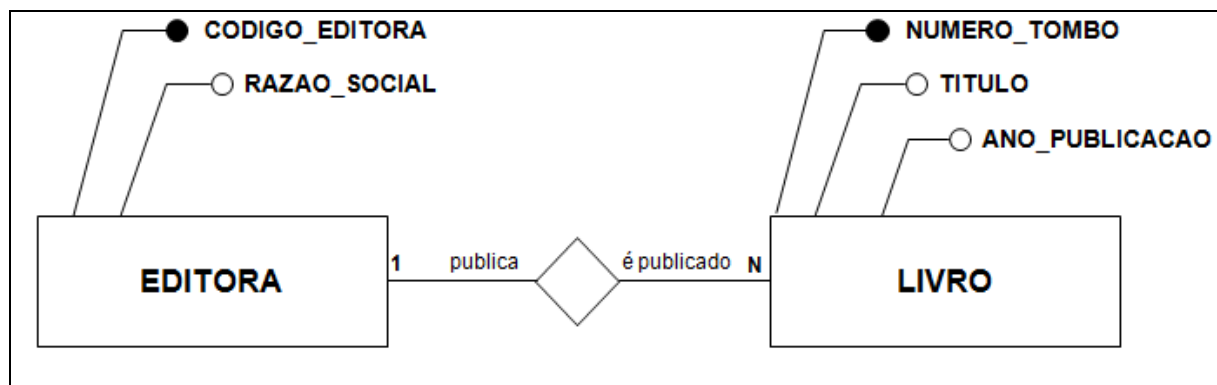 CODIGO_EDITORA
RAZAO_SOCIAL
NUMERO_TOMBO
TITULO
ANO_PUBLICACAO
EDITORA
1 publica é publicado N
LIVRO